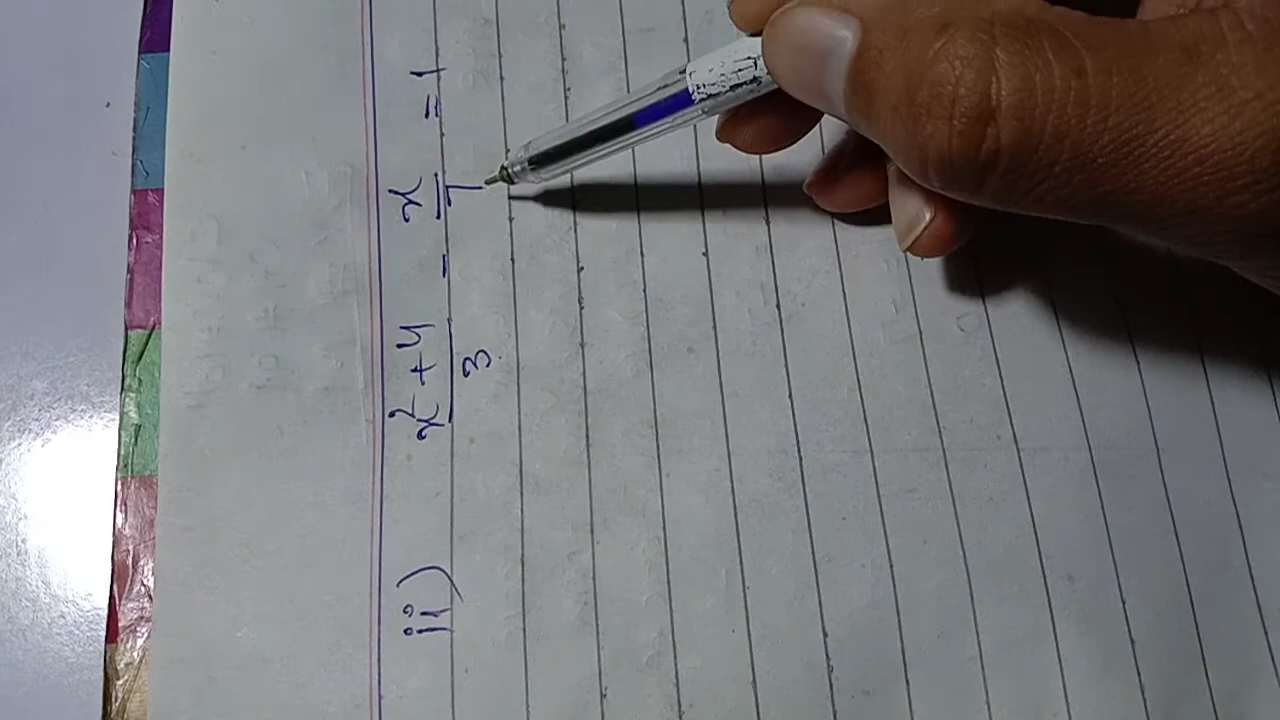 ii) (x² + 4)/3 - x/7 = 1